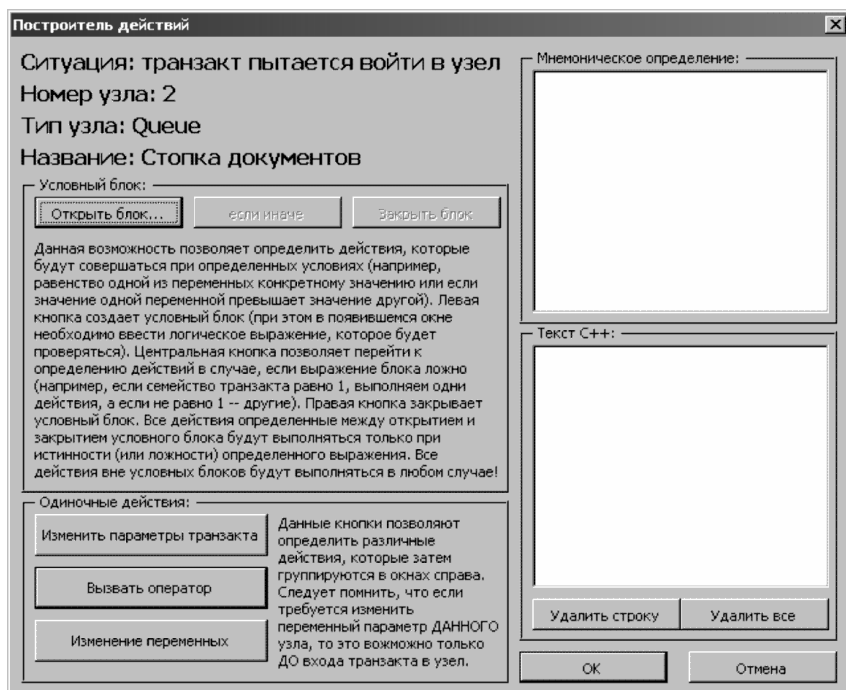 Построитель действий
Ситуация: транзакт пытается войти в узел
Номер узла: 2
Тип узла: Queue
Название: Стопка документов
Условный блок:
Открыть блок...
если иначе
Закрыть блок
Данная возможность позволяет определить действия, которые
будут совершаться при определенных условиях (например,
равенство одной из переменных конкретному значению или если
значение одной переменной превышает значение другой). Левая
кнопка создает условный блок (при этом в появившемся окне
необходимо ввести логическое выражение, которое будет
проверяться). Центральная кнопка позволяет перейти к
определению действий в случае, если выражение блока ложно
(например, если семейство транзакта равно 1, выполняем одни
действия, а если не равно 1 -- другие). Правая кнопка закрывает
условный блок. Все действия определенные между открытием и
закрытием условного блока будут выполняться только при
истинности (или ложности) определенного выражения. Все
действия вне условных блоков будут выполняться в любом случае!
Одиночные действия:
Изменить параметры транзакта
Вызвать оператор
Изменение переменных
Данные кнопки позволяют
определить различные
действия, которые затем
группируются в окнах справа.
Следует помнить, что если
требуется изменить
переменный параметр ДАННОГО
узла, то это вожможно только
ДО входа транзакта в узел.
Мнемоническое определение:
Текст C++:
Удалить строку
Удалить все
OK
Отмена